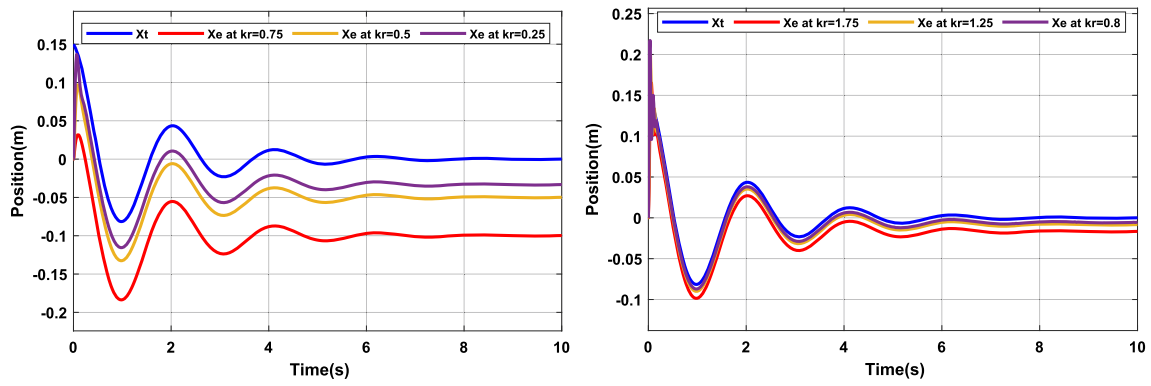 Xt Xe at kr=0.75 Xe at kr=0.5 Xe at kr=0.25
0.15
0.1
0.05
0
-0.05
-0.1
-0.15
-0.2
Position(m)
0 2 4 6 8 10
Time(s)
0.25
Xt Xe at kr=1.75 Xe at kr=1.25 Xe at kr=0.8
0.2
0.15
0.1
0.05
0
-0.05
-0.1
Position(m)
0 2 4 6 8 10
Time(s)